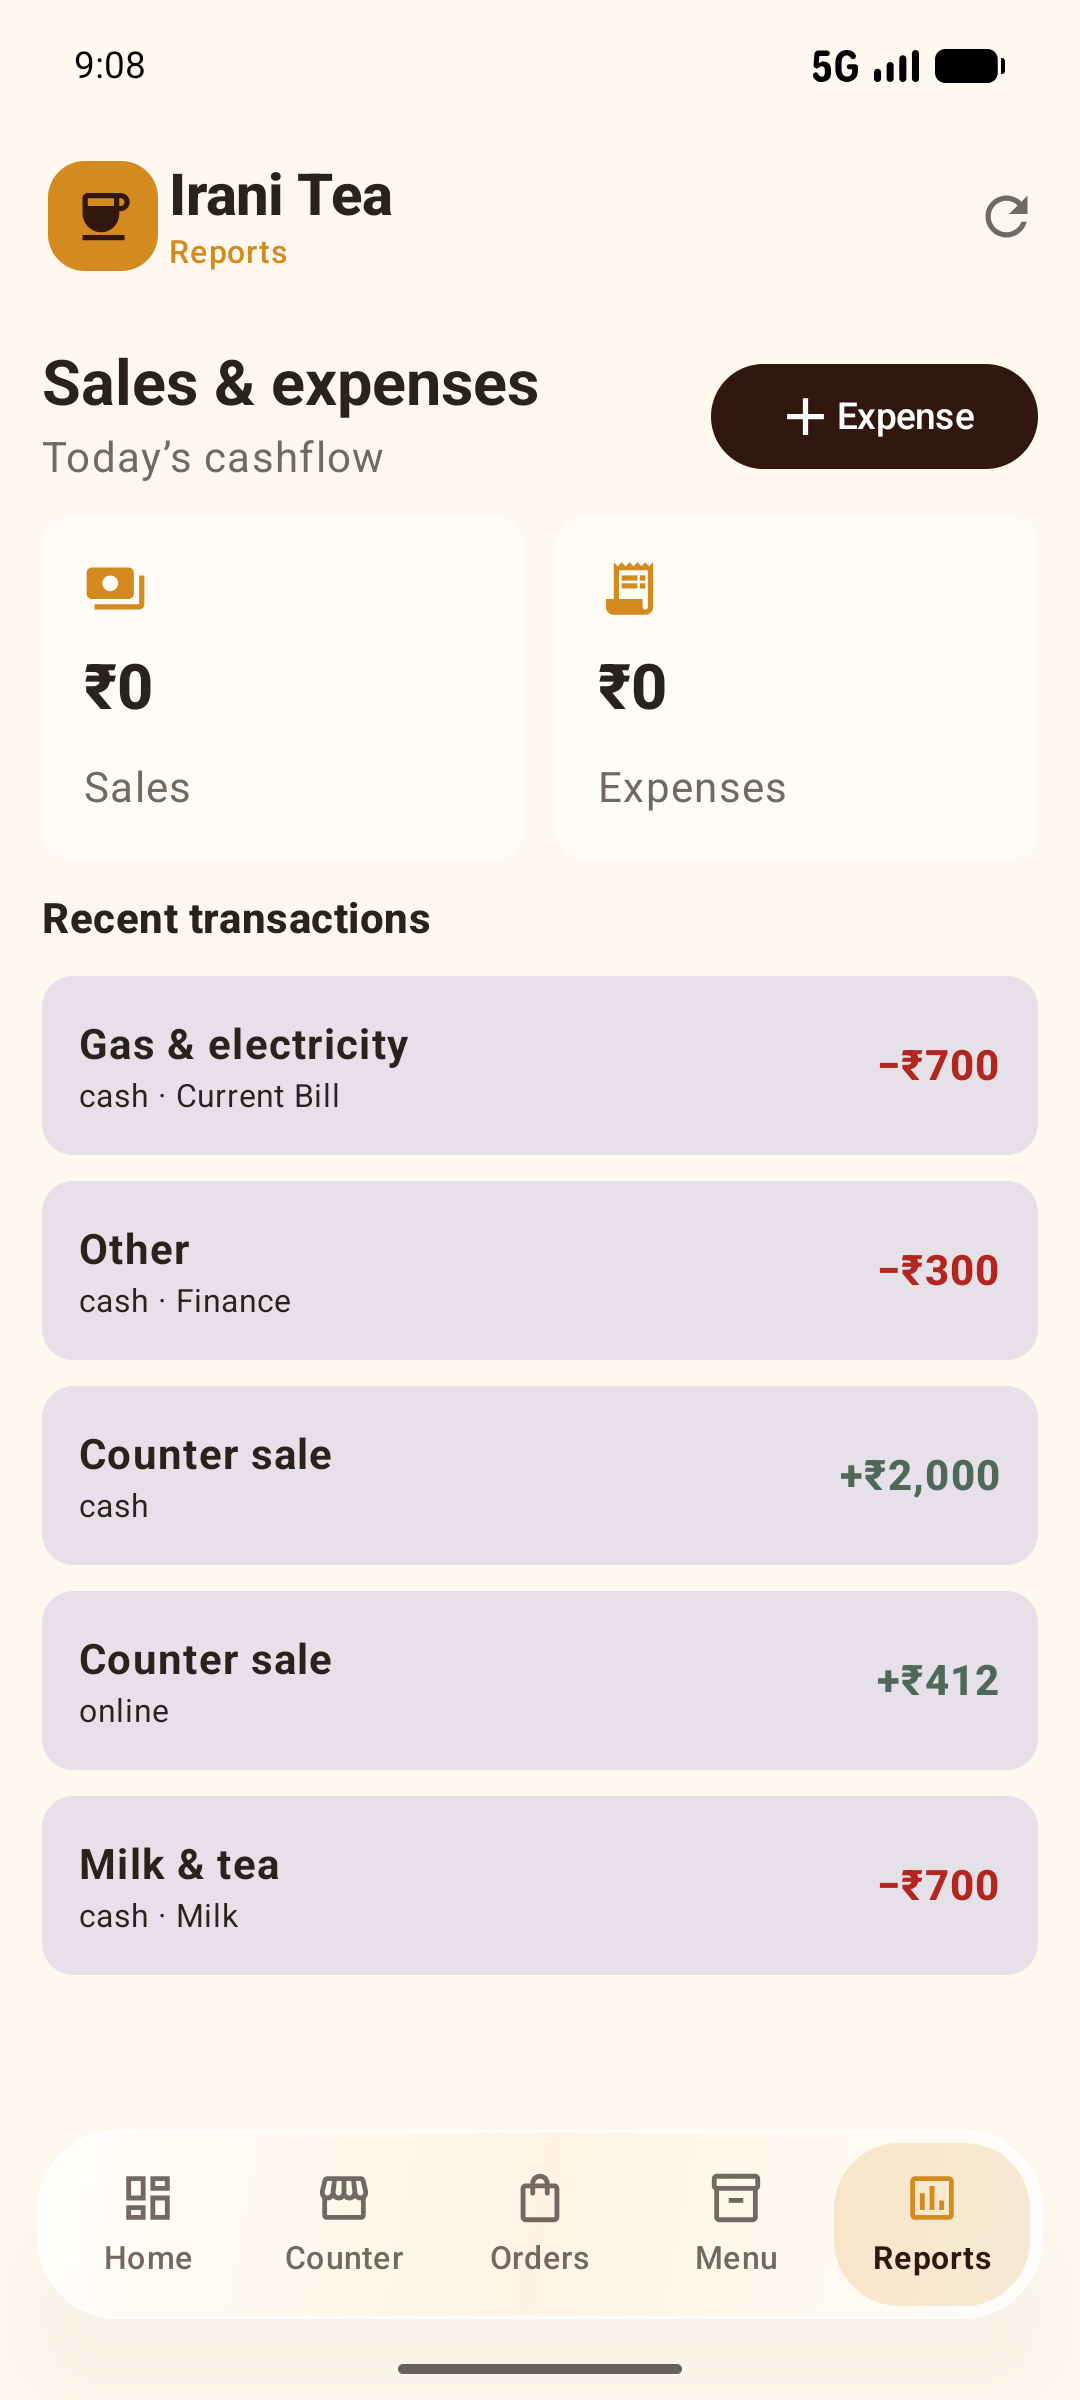 9:08
5G
Irani Tea
Reports
Sales & expenses
Today’s cashflow
Expense
₹0
Sales
₹0
Expenses
Recent transactions
Gas & electricity
cash · Current Bill
−₹700
Other
cash · Finance
−₹300
Counter sale
cash
+₹2,000
Counter sale
online
+₹412
Milk & tea
cash · Milk
−₹700
Home
Counter
Orders
Menu
Reports